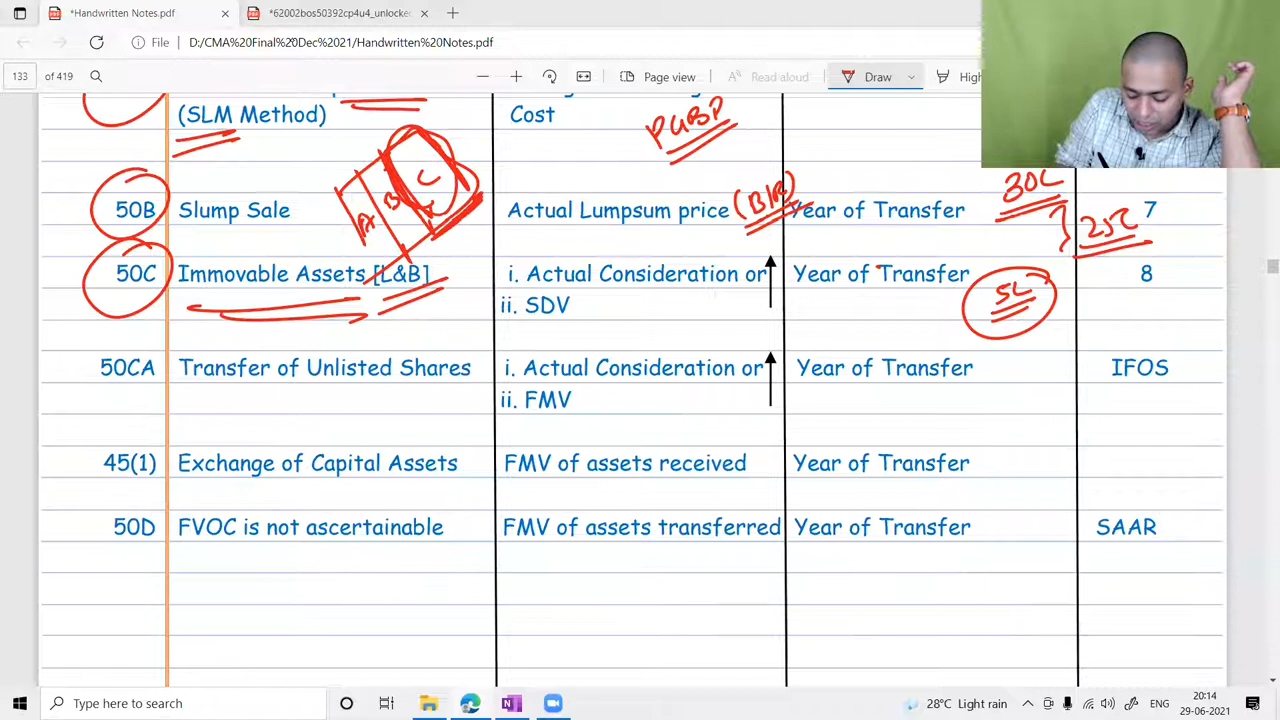 *Handwritten Notes.pdf
*62002bos50392cp4u4_unlocked
File
D:/CMA%20Final%20Dec%2021/Handwritten%20Notes.pdf
133 of 419
Page view
Read aloud
Draw
High
(SLM Method)
Cost
PGBP
50B Slump Sale Actual Lumpsum price (B/R) Year of Transfer 30L 7
A B C
25L
50C Immovable Assets [L&B] i. Actual Consideration or Year of Transfer 5L 8
ii. SDV
50CA Transfer of Unlisted Shares i. Actual Consideration or Year of Transfer IFOS
ii. FMV
45(1) Exchange of Capital Assets FMV of assets received Year of Transfer
50D FVOC is not ascertainable FMV of assets transferred Year of Transfer SAAR
Type here to search
28°C Light rain
ENG
20:14
29-06-2021